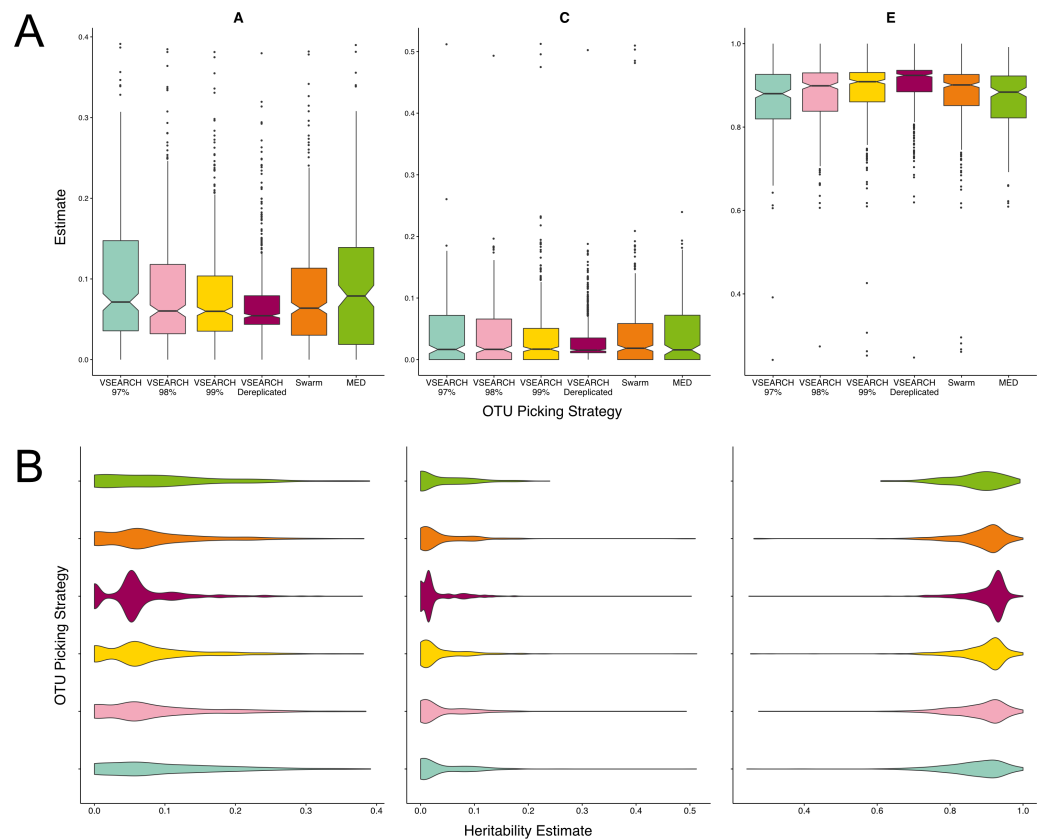 A
A C E
Estimate
0.4
0.3
0.2
0.1
0.0
0.5
0.4
0.3
0.2
0.1
0.0
1.0
0.8
0.6
0.4
VSEARCH VSEARCH VSEARCH VSEARCH Swarm MED
97% 98% 99% Dereplicated
VSEARCH VSEARCH VSEARCH VSEARCH Swarm MED
97% 98% 99% Dereplicated
VSEARCH VSEARCH VSEARCH VSEARCH Swarm MED
97% 98% 99% Dereplicated
OTU Picking Strategy
B
OTU Picking Strategy
0.0 0.1 0.2 0.3 0.4
0.0 0.1 0.2 0.3 0.4 0.5
0.4 0.6 0.8 1.0
Heritability Estimate